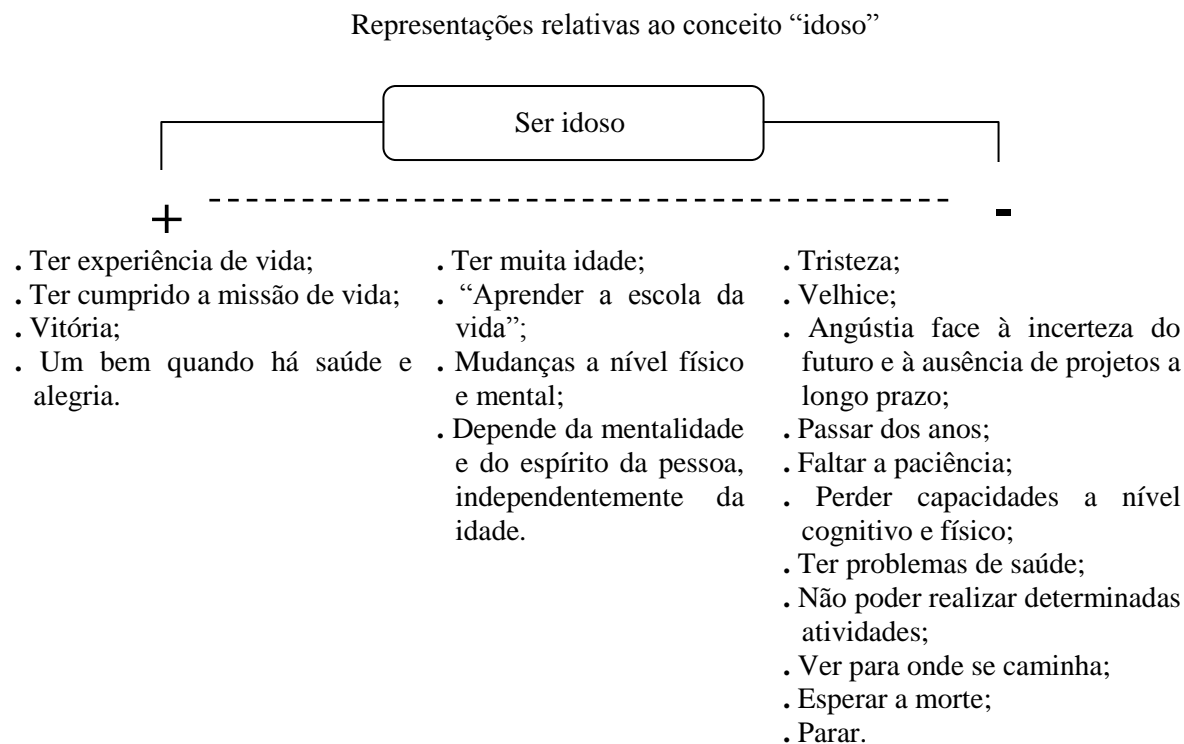 Representações relativas ao conceito “idoso”
Ser idoso
+
-
. Ter experiência de vida;
. Ter cumprido a missão de vida;
. Vitória;
. Um bem quando há saúde e
alegria.
. Ter muita idade;
. “Aprender a escola da
vida”;
. Mudanças a nível físico
e mental;
. Depende da mentalidade
e do espírito da pessoa,
independentemente da
idade.
. Tristeza;
. Velhice;
. Angústia face à incerteza do
futuro e à ausência de projetos a
longo prazo;
. Passar dos anos;
. Faltar a paciência;
. Perder capacidades a nível
cognitivo e físico;
. Ter problemas de saúde;
. Não poder realizar determinadas
atividades;
. Ver para onde se caminha;
. Esperar a morte;
. Parar.